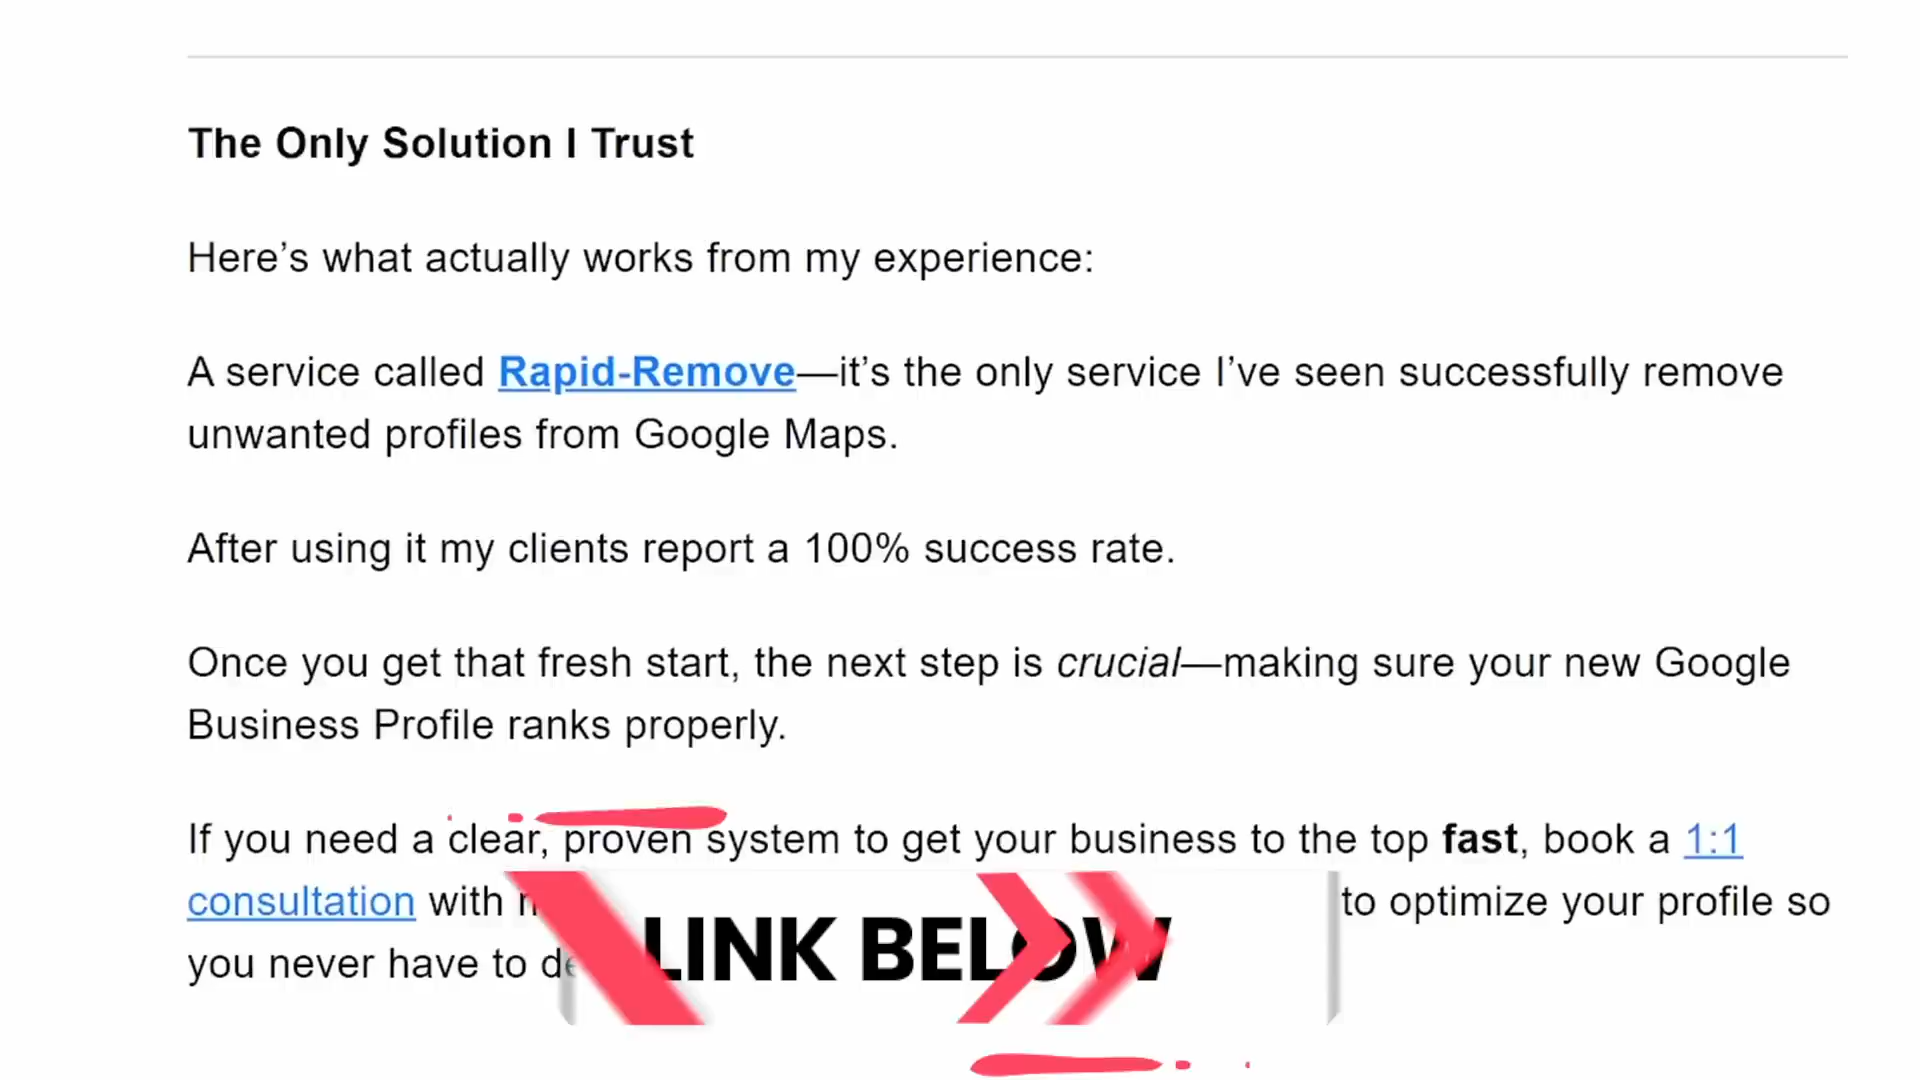 The Only Solution I Trust
Here’s what actually works from my experience:
A service called Rapid-Remove—it’s the only service I’ve seen successfully remove
unwanted profiles from Google Maps.
After using it my clients report a 100% success rate.
Once you get that fresh start, the next step is crucial—making sure your new Google
Business Profile ranks properly.
If you need a clear, proven system to get your business to the top fast, book a 1:1
consultation with to optimize your profile so
you never have to
LINK BELOW